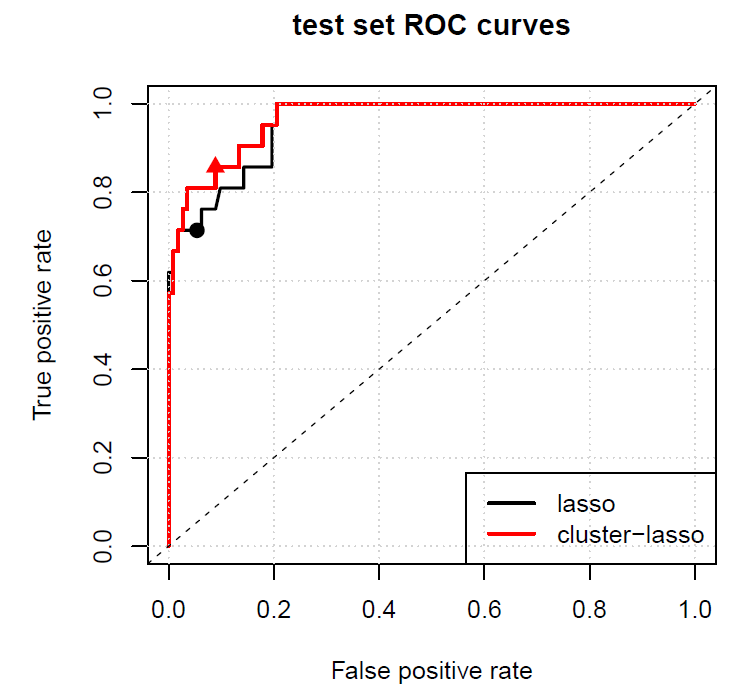 test set ROC curves
True positive rate
1.0
0.8
0.6
0.4
0.2
0.0
lasso
cluster−lasso
0.0 0.2 0.4 0.6 0.8 1.0
False positive rate